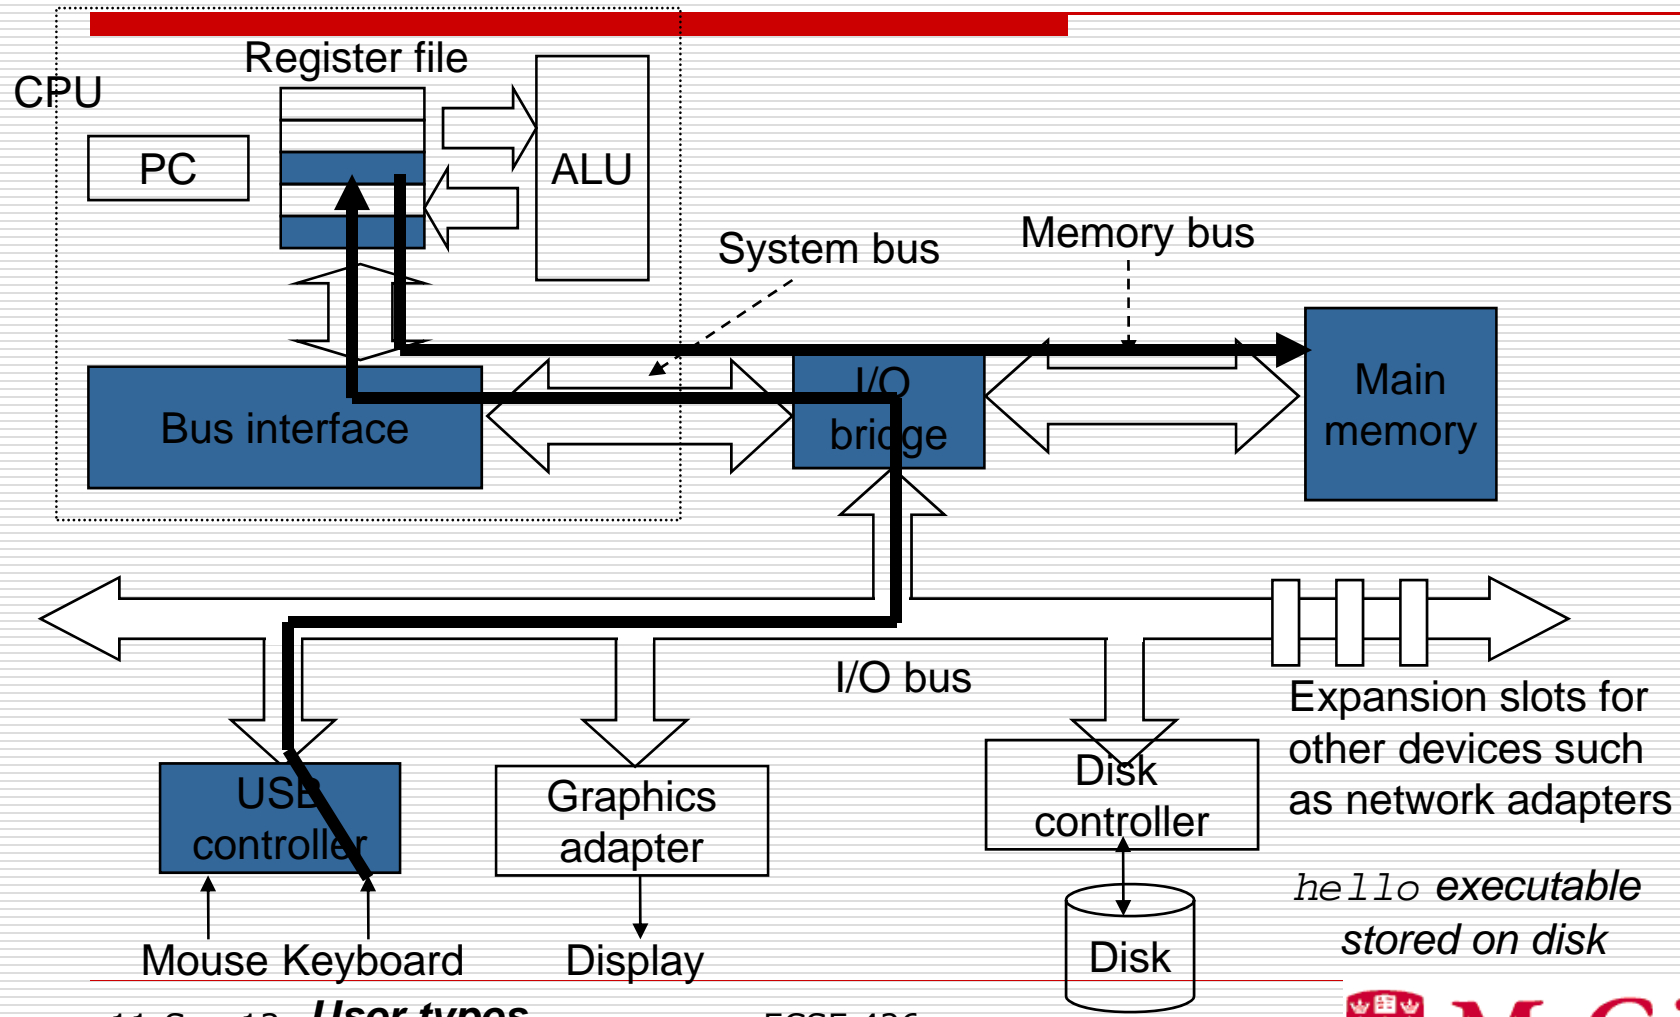 Register file
CPU
PC
ALU
System bus
Memory bus
I/O
bridge
Main
memory
Bus interface
I/O bus
Expansion slots for
other devices such
as network adapters
USB
controller
Graphics
adapter
Disk
controller
hello executable
stored on disk
Mouse Keyboard
Display
Disk
User types